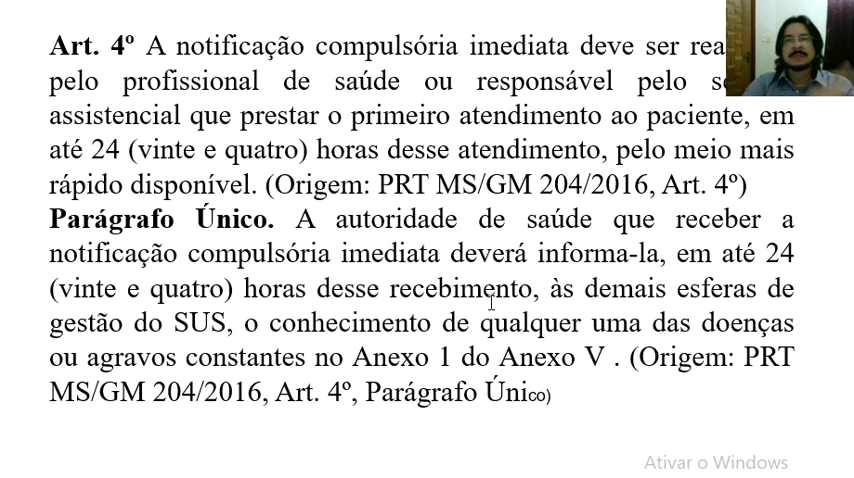 Art. 4º A notificação compulsória imediata deve ser
pelo profissional de saúde ou responsável pelo
assistencial que prestar o primeiro atendimento ao paciente, em
até 24 (vinte e quatro) horas desse atendimento, pelo meio mais
rápido disponível. (Origem: PRT MS/GM 204/2016, Art. 4º)
Parágrafo Único. A autoridade de saúde que receber a
notificação compulsória imediata deverá informa-la, em até 24
(vinte e quatro) horas desse recebimento, às demais esferas de
gestão do SUS, o conhecimento de qualquer uma das doenças
ou agravos constantes no Anexo 1 do Anexo V . (Origem: PRT
MS/GM 204/2016, Art. 4º, Parágrafo Único)
Ativar o Windows